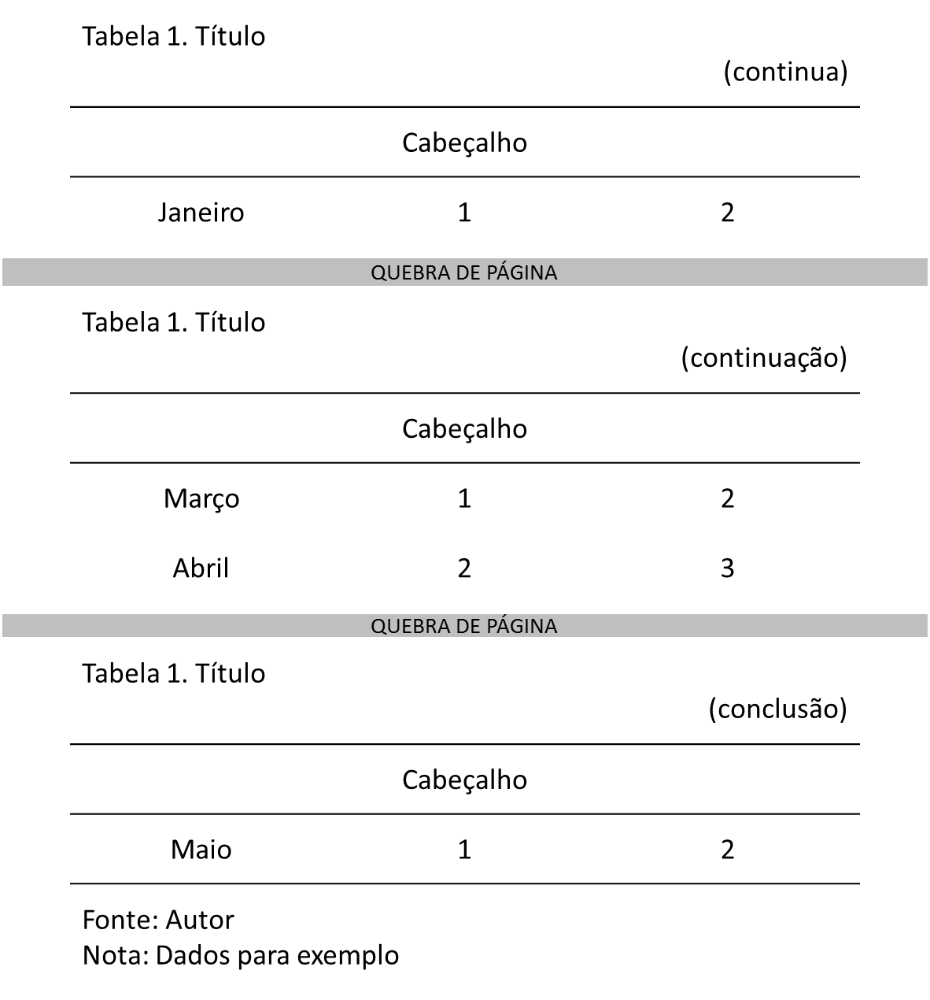 Tabela 1. Título
(continua)
Cabeçalho
Janeiro 1 2
QUEBRA DE PÁGINA
Tabela 1. Título
(continuação)
Cabeçalho
Março 1 2
Abril 2 3
QUEBRA DE PÁGINA
Tabela 1. Título
(conclusão)
Cabeçalho
Maio 1 2
Fonte: Autor
Nota: Dados para exemplo